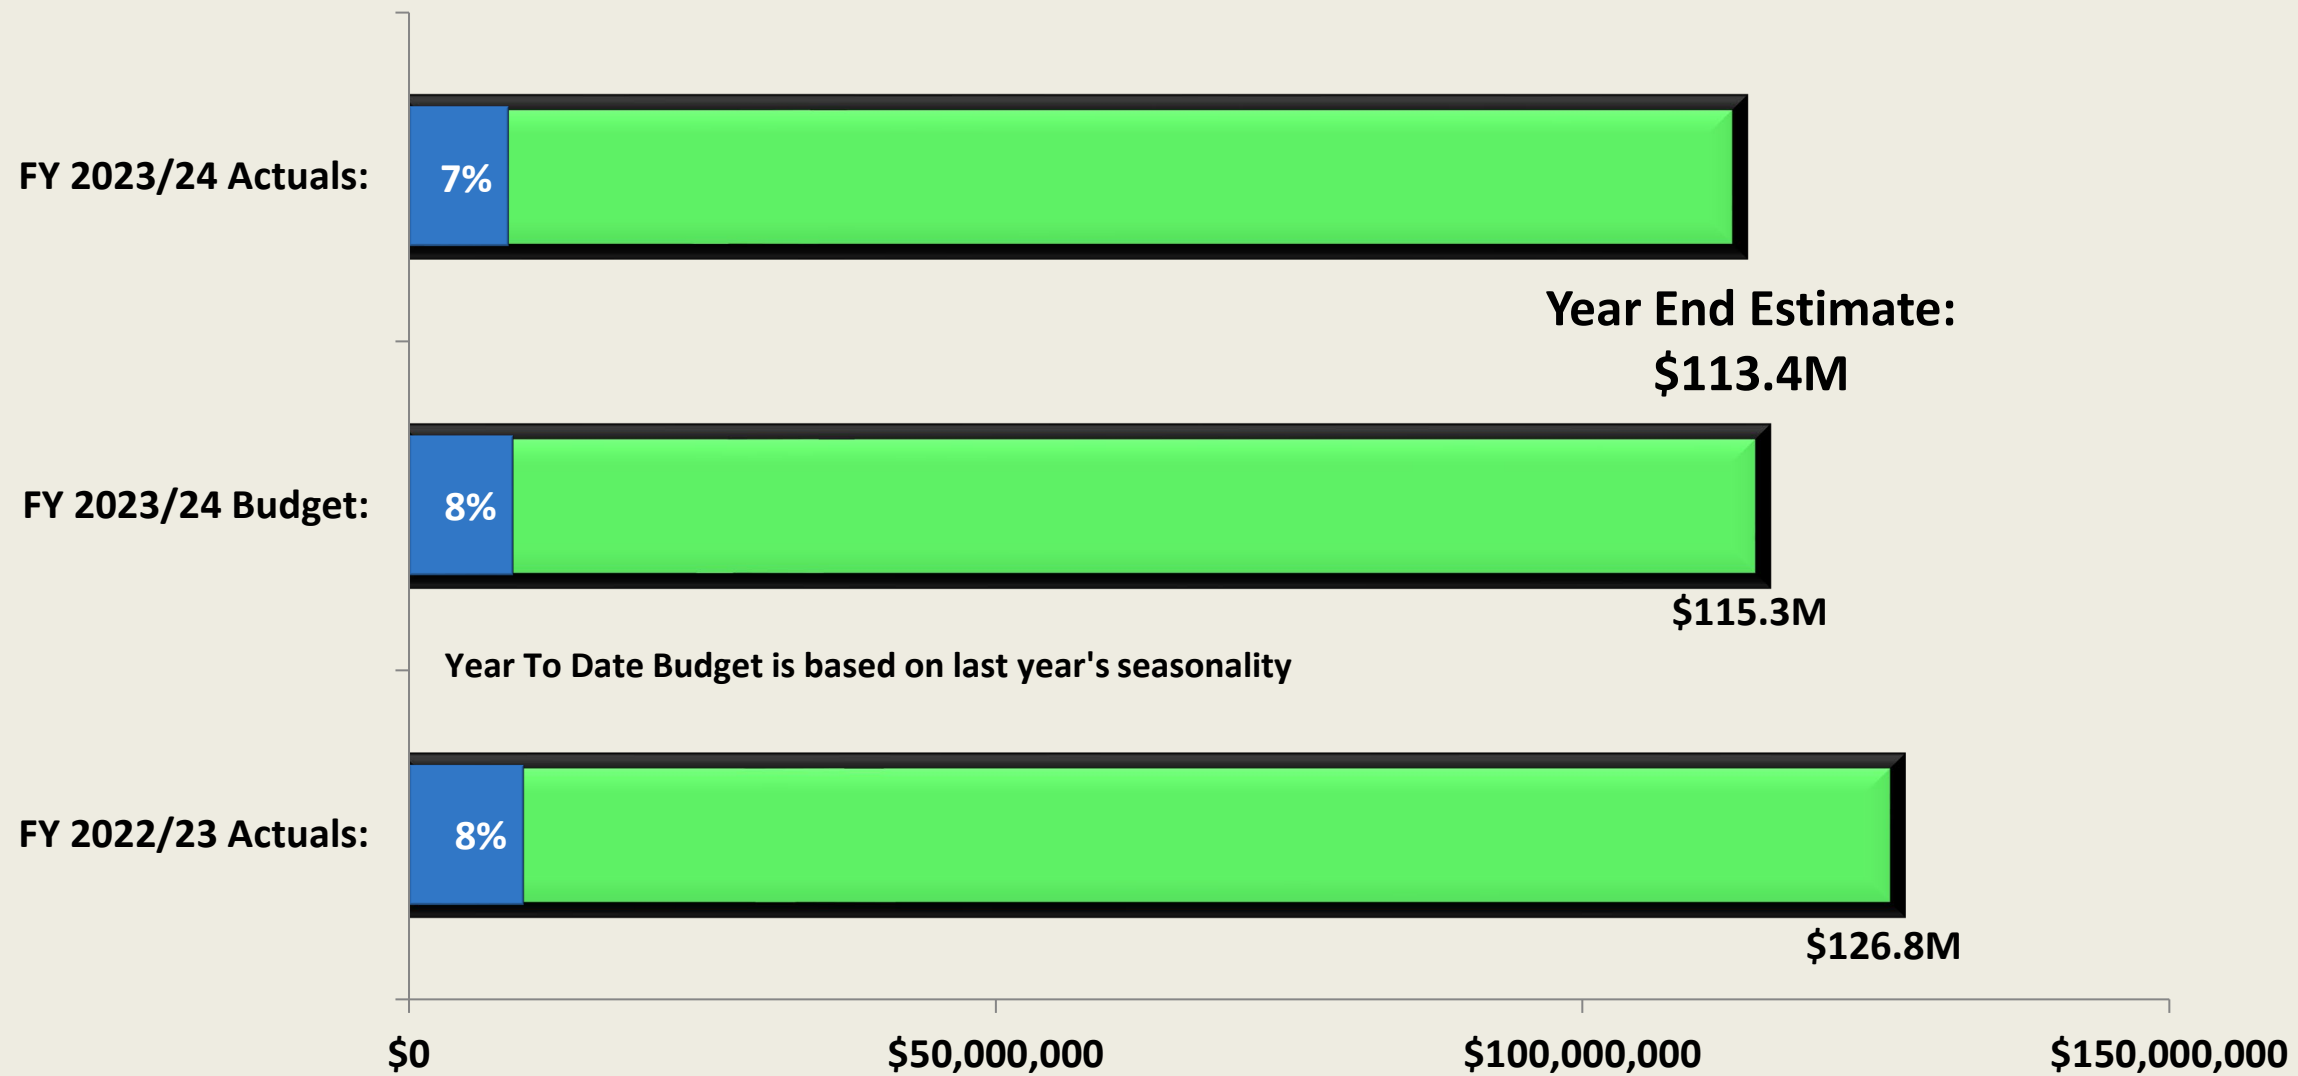 FY 2023/24 Actuals:
7%
Year End Estimate:
$113.4M
FY 2023/24 Budget:
8%
$115.3M
Year To Date Budget is based on last year's seasonality
FY 2022/23 Actuals:
8%
$126.8M
$0
$50,000,000
$100,000,000
$150,000,000